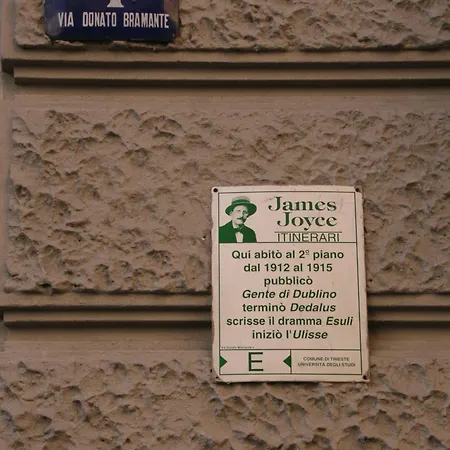 VIA DONATO BRAMANTE
James
Joyce
ITINERARI
Qui abitò al 2º piano
dal 1912 al 1915
pubblicò
Gente di Dublino
terminò Dedalus
scrisse il dramma Esuli
iniziò l'Ulisse
E
COMUNE DI TRIESTE
UNIVERSITÀ DEGLI STUDI